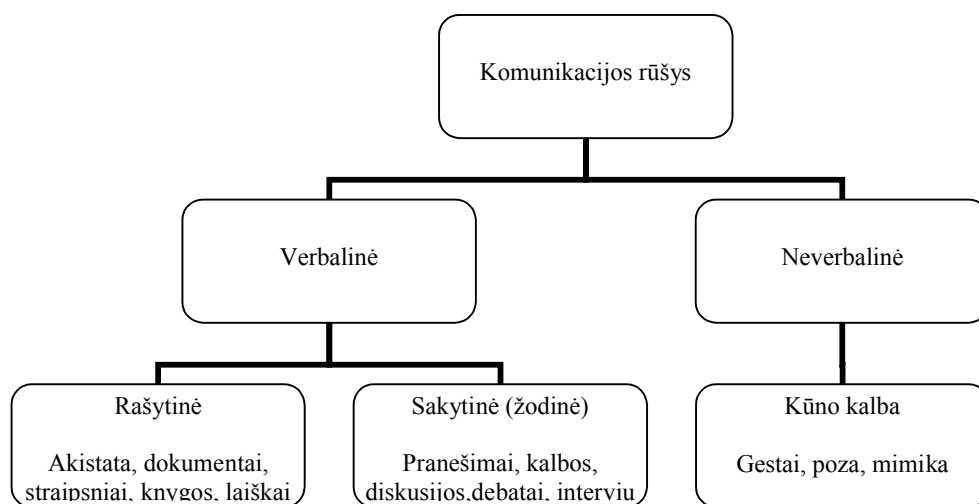 Komunikacijos rūšys
Verbalinė
Neverbalinė
Rašytinė
Akistata, dokumentai,
straipsniai, knygos, laiškai
Sakytinė (žodinė)
Pranešimai, kalbos,
diskusijos,debatai, interviu
Kūno kalba
Gestai, poza, mimika